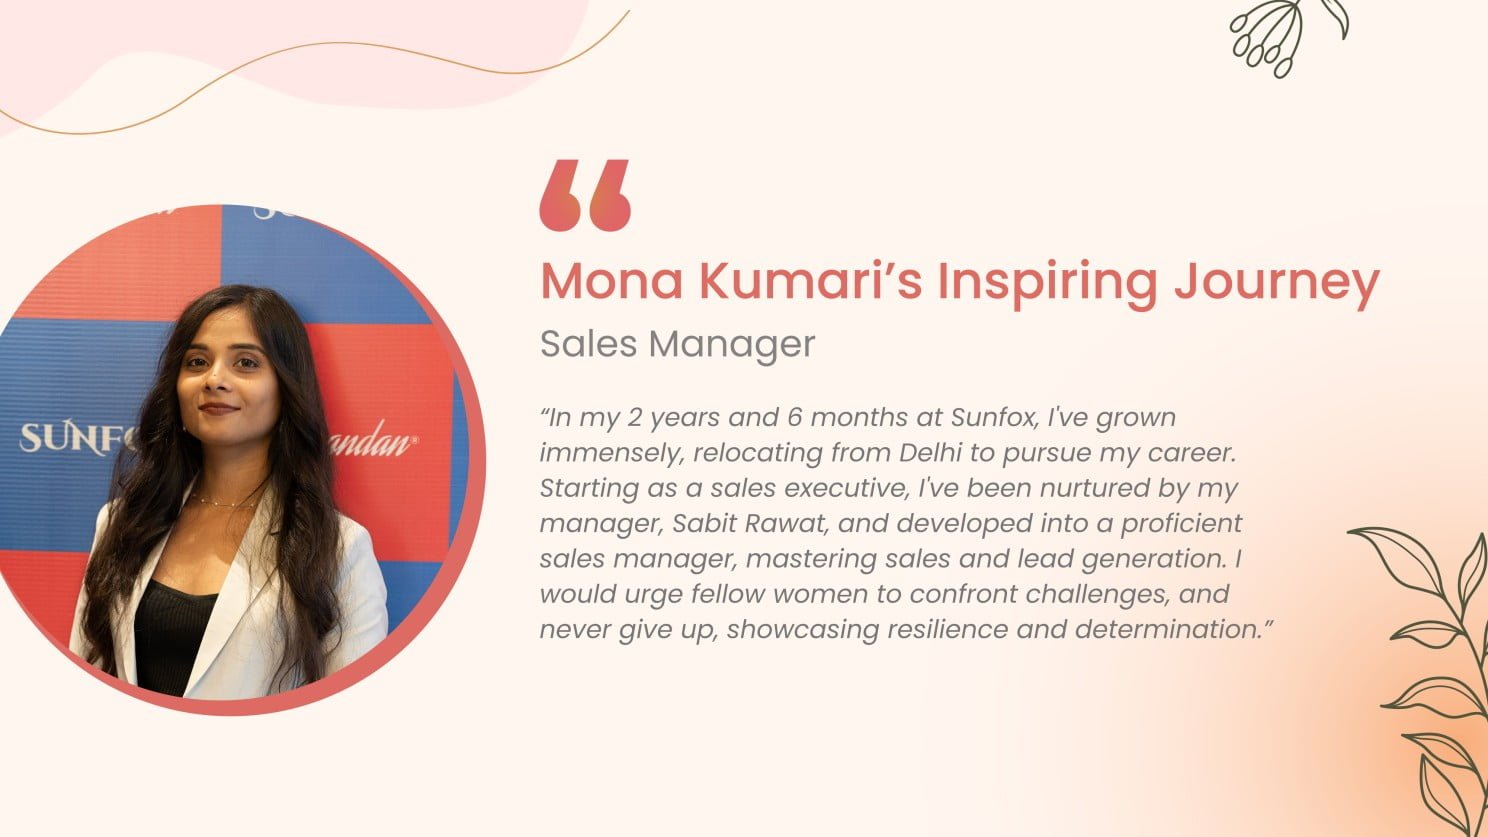 “
Mona Kumari’s Inspiring Journey
Sales Manager
“In my 2 years and 6 months at Sunfox, I've grown
immensely, relocating from Delhi to pursue my career.
Starting as a sales executive, I've been nurtured by my
manager, Sabit Rawat, and developed into a proficient
sales manager, mastering sales and lead generation. I
would urge fellow women to confront challenges, and
never give up, showcasing resilience and determination.”